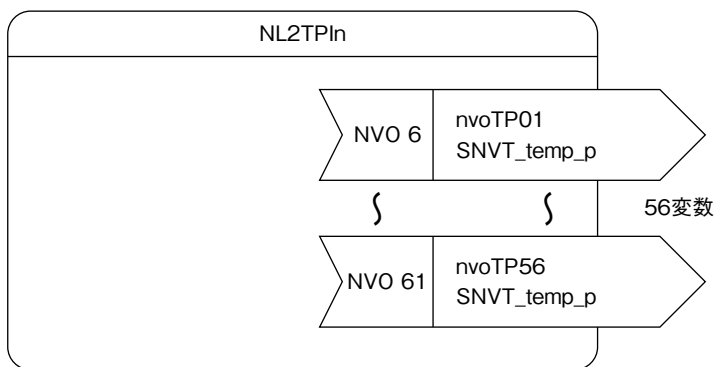 NL2TPIn
NVO 6
nvoTP01
SNVT_temp_p
56変数
NVO 61
nvoTP56
SNVT_temp_p